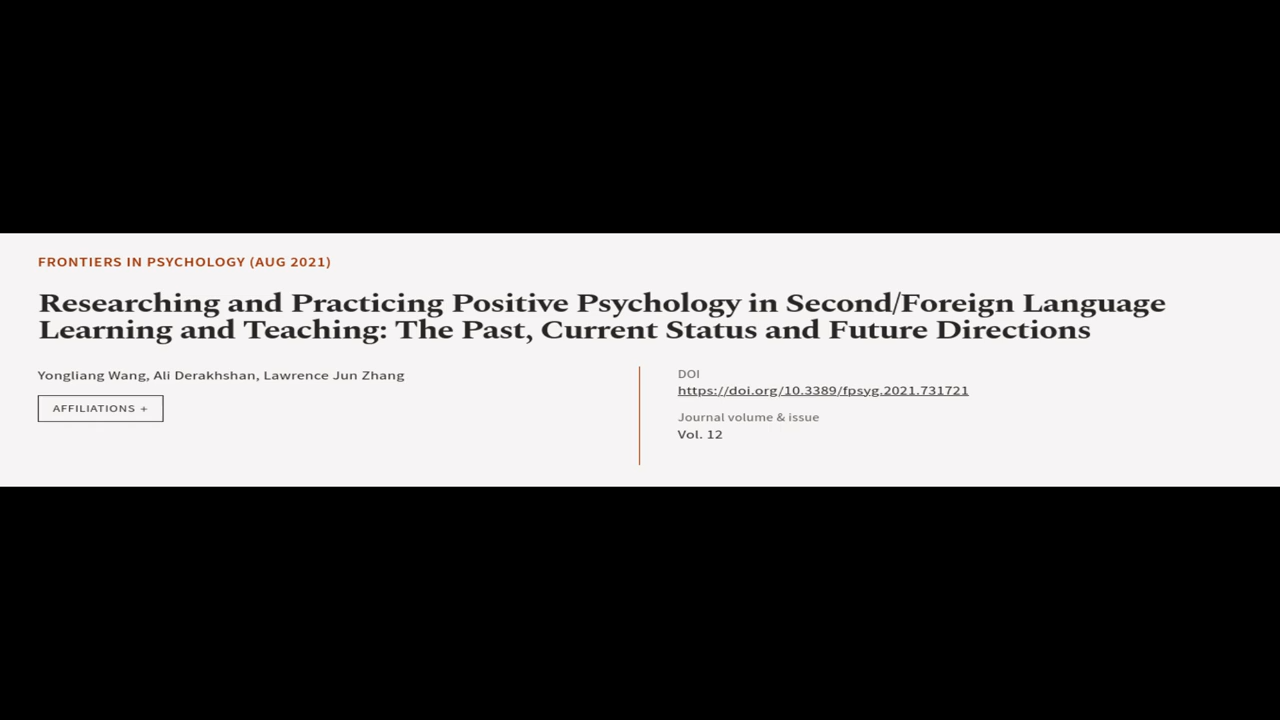 FRONTIERS IN PSYCHOLOGY (AUG 2021)
Researching and Practicing Positive Psychology in Second/Foreign Language
Learning and Teaching: The Past, Current Status and Future Directions
Yongliang Wang, Ali Derakhshan, Lawrence Jun Zhang
AFFILIATIONS +
DOI
https://doi.org/10.3389/fpsyg.2021.731721
Journal volume & issue
Vol. 12